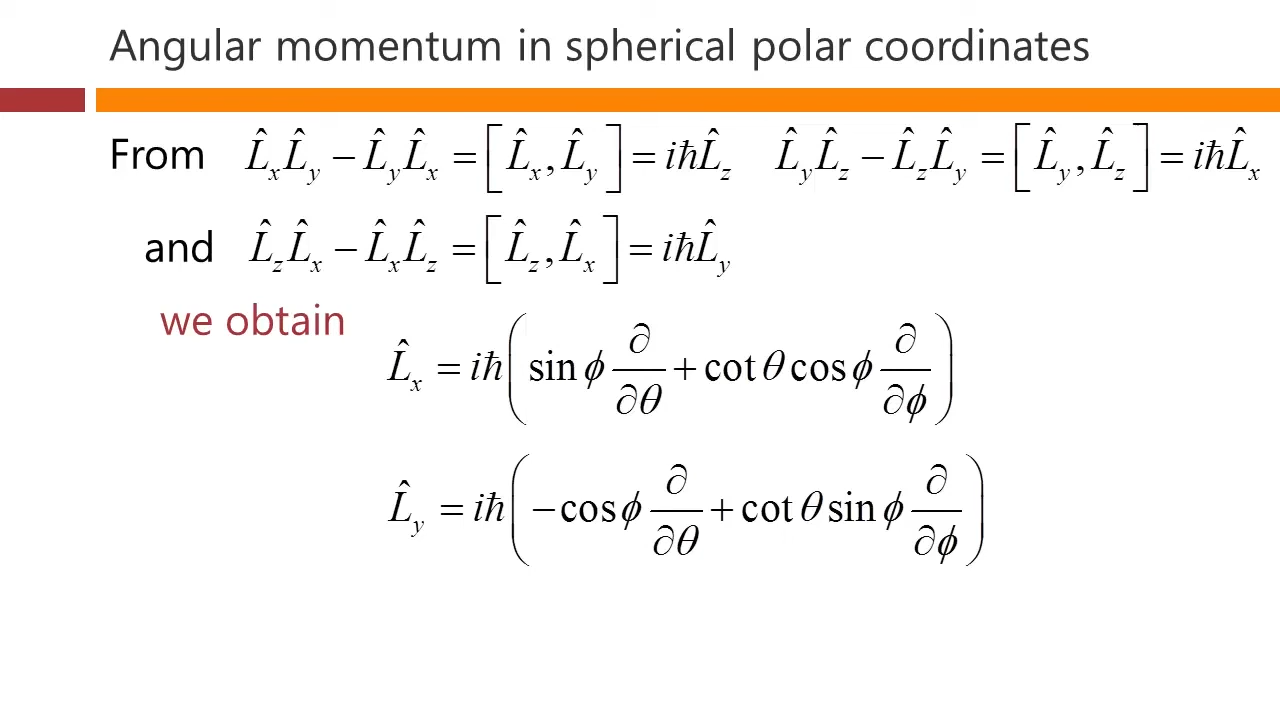 Angular momentum in spherical polar coordinates
From L̂ₓL̂ᵧ − L̂ᵧL̂ₓ = [L̂ₓ, L̂ᵧ] = iħL̂_z L̂ᵧL̂_z − L̂_zL̂ᵧ = [L̂ᵧ, L̂_z] = iħL̂ₓ
and L̂_zL̂ₓ − L̂ₓL̂_z = [L̂_z, L̂ₓ] = iħL̂ᵧ
we obtain
L̂ₓ = iħ(sin ϕ ∂/∂θ + cot θ cos ϕ ∂/∂ϕ)
L̂ᵧ = iħ(−cos ϕ ∂/∂θ + cot θ sin ϕ ∂/∂ϕ)